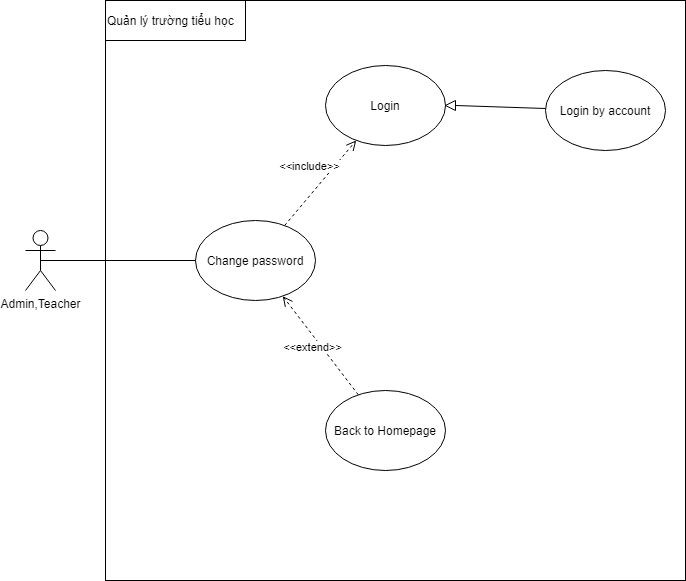 Quản lý trường tiểu học
Login
Login by account
<<include>>
Change password
Admin,Teacher
<<extend>>
Back to Homepage